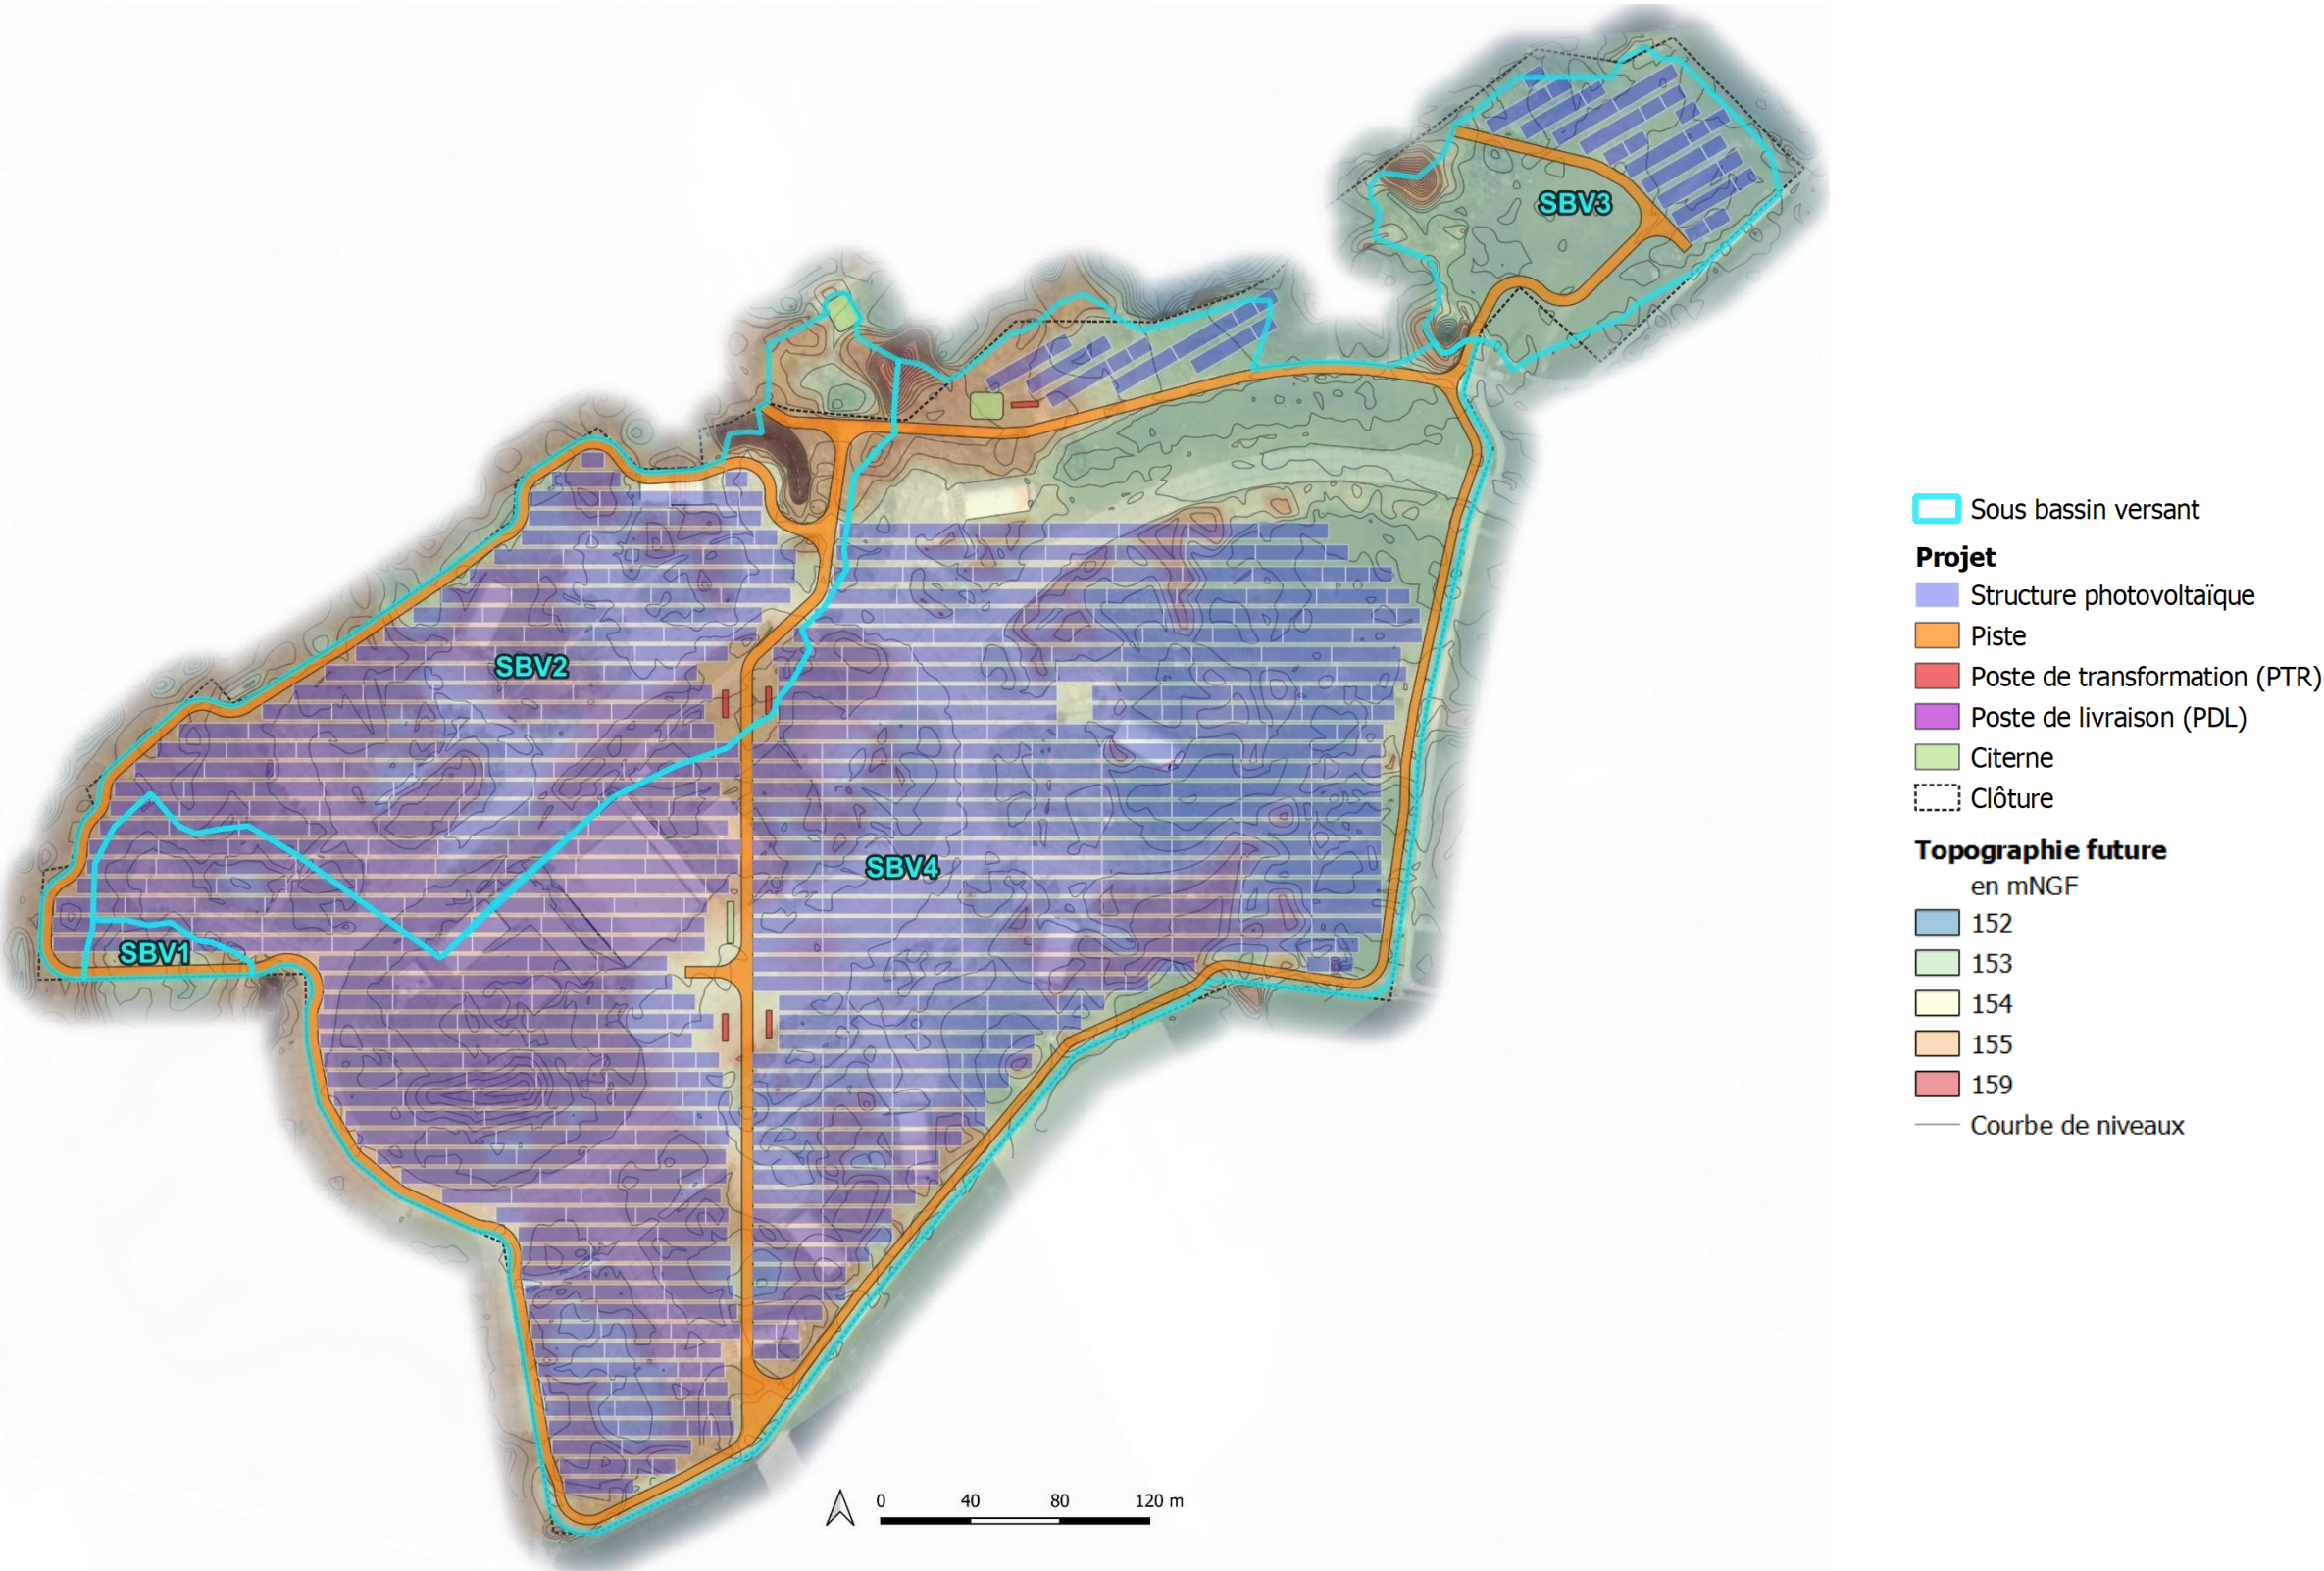 SBV3
SBV2
SBV4
SBV1
0 40 80 120 m
Sous bassin versant
Projet
Structure photovoltaïque
Piste
Poste de transformation (PTR)
Poste de livraison (PDL)
Citerne
Clôture
Topographie future
en mNGF
152
153
154
155
159
Courbe de niveaux